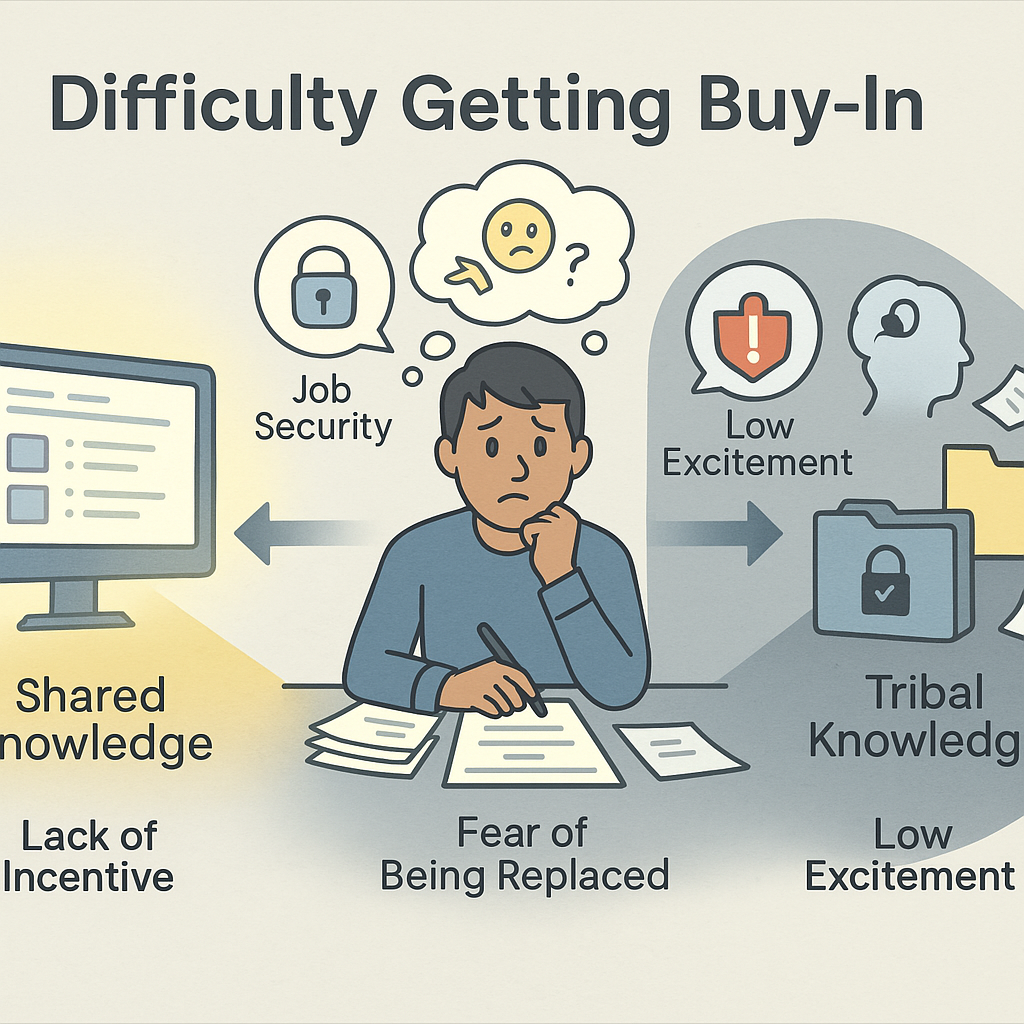 Difficulty Getting Buy-In
?
Job
Security
!
Low
Excitement
Shared
nowledge
Tribal
Knowledg
Lack of
Incentive
Fear of
Being Replaced
Low
Excitement